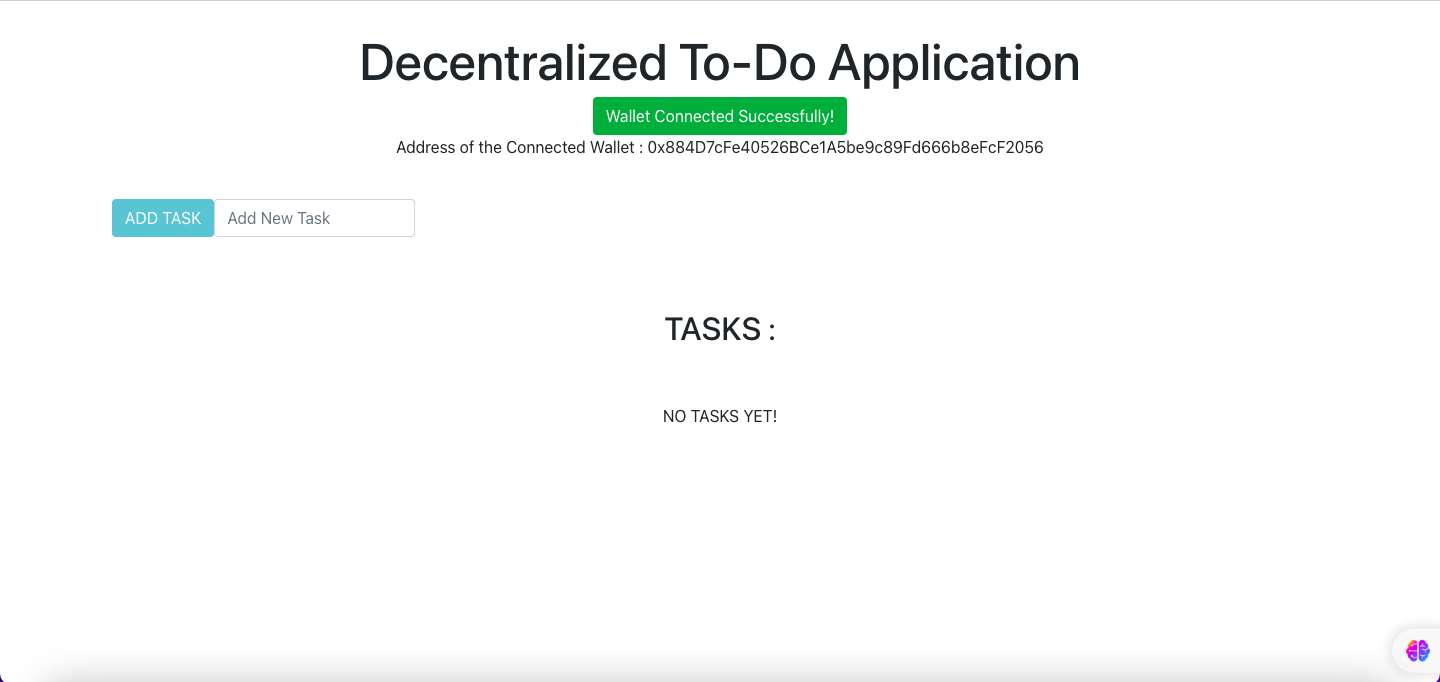 Decentralized To-Do Application
Wallet Connected Successfully!
Address of the Connected Wallet : 0x884D7cFe40526BCe1A5be9c89Fd666b8eFcF2056
ADD TASK Add New Task
TASKS :
NO TASKS YET!